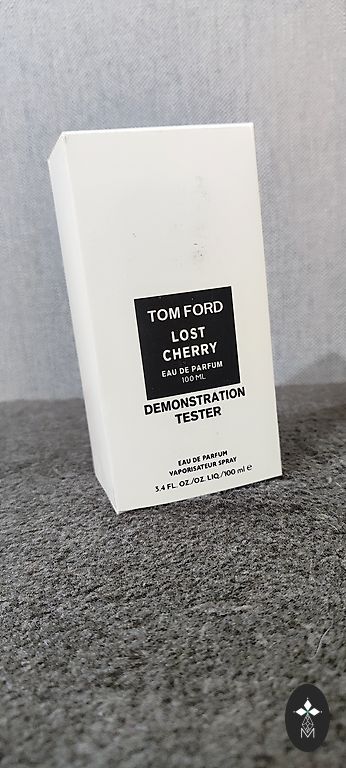 TOM FORD
LOST
CHERRY
EAU DE PARFUM
100 ML
DEMONSTRATION
TESTER
EAU DE PARFUM
VAPORISATEUR SPRAY
3.4 FL. OZ./OZ. LIQ./100 ml ℮
M